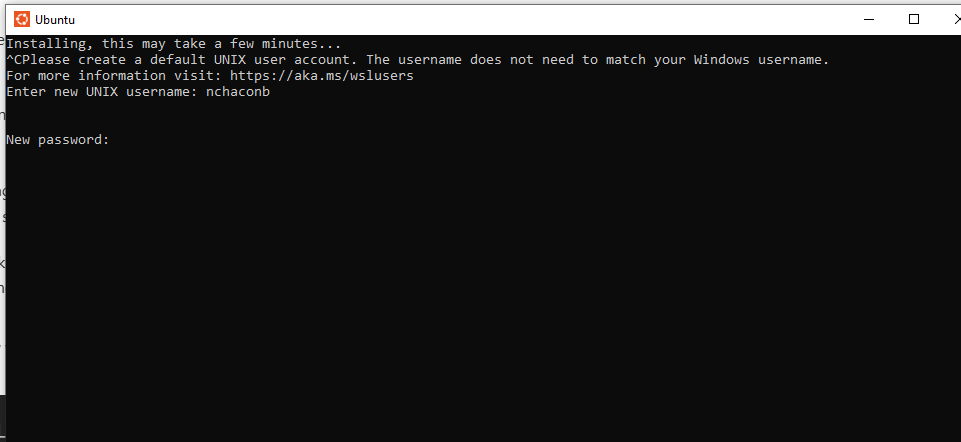 Ubuntu
Installing, this may take a few minutes...
^CPlease create a default UNIX user account. The username does not need to match your Windows username.
For more information visit: https://aka.ms/wslusers
Enter new UNIX username: nchaconb
New password: